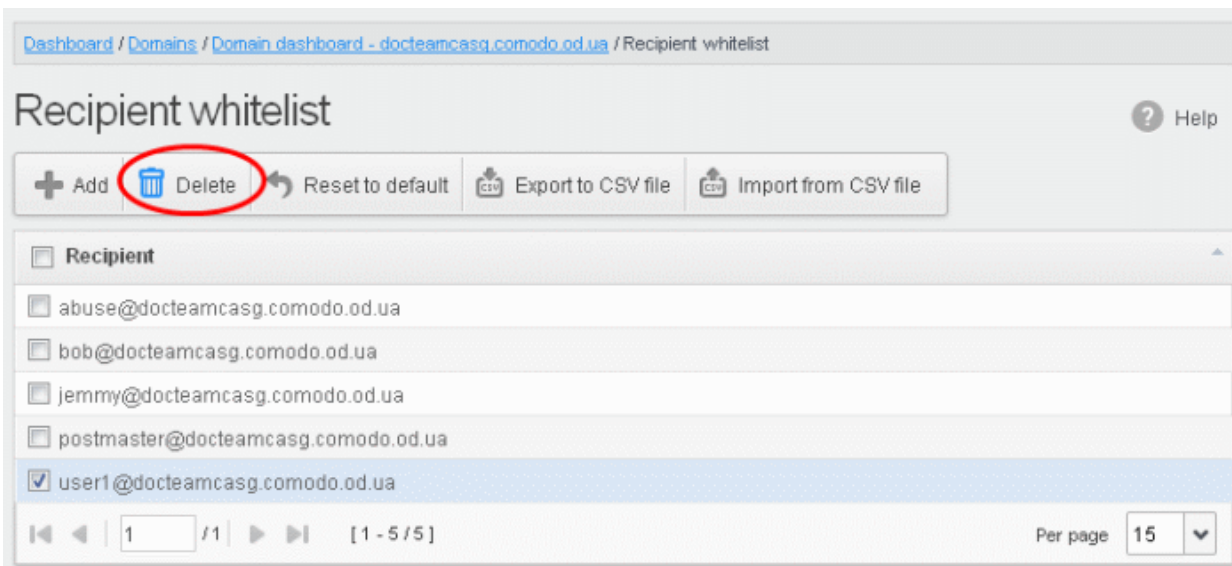 Dashboard / Domains / Domain dashboard - docteamcasg.comodo.od.ua / Recipient whitelist
Recipient whitelist
? Help
Add Delete Reset to default CSV Export to CSV file CSV Import from CSV file
Recipient
abuse@docteamcasg.comodo.od.ua
bob@docteamcasg.comodo.od.ua
jemmy@docteamcasg.comodo.od.ua
postmaster@docteamcasg.comodo.od.ua
user1@docteamcasg.comodo.od.ua
1 / 1 [ 1 - 5 / 5 ] Per page 15